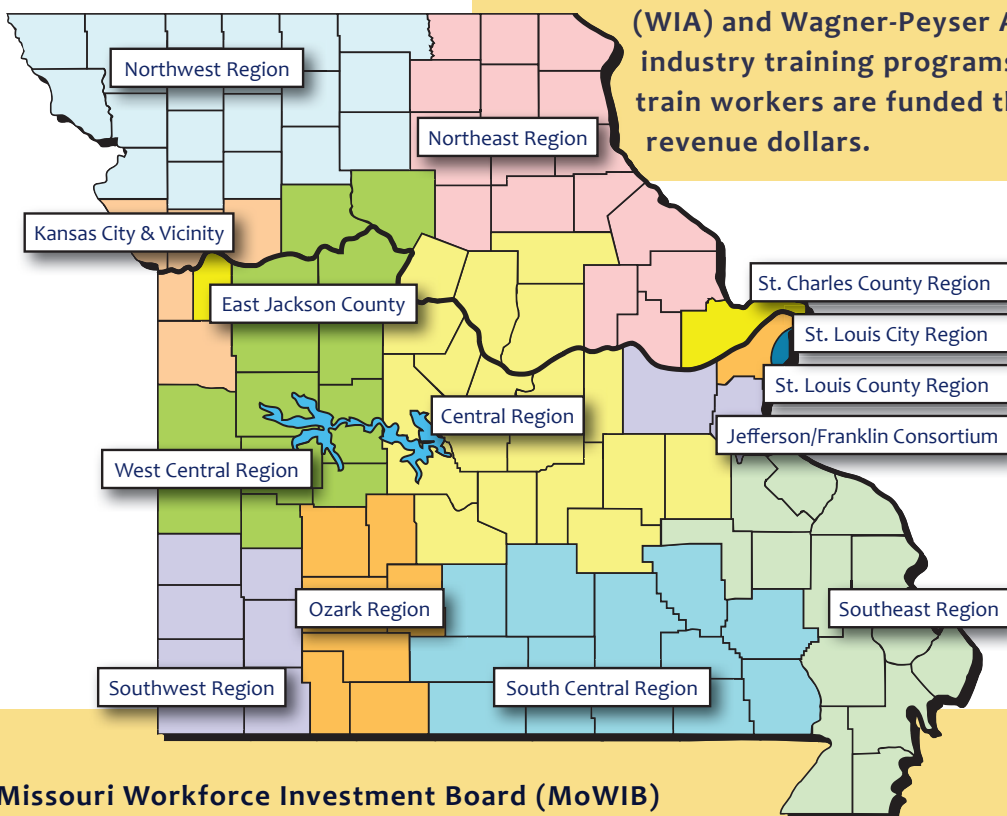 (WIA) and Wagner-Peyser A
industry training programs
train workers are funded th
revenue dollars.
Northwest Region
Northeast Region
Kansas City & Vicinity
St. Charles County Region
East Jackson County
St. Louis City Region
St. Louis County Region
Central Region
Jefferson/Franklin Consortium
West Central Region
Ozark Region
Southeast Region
Southwest Region
South Central Region
Missouri Workforce Investment Board (MoWIB)